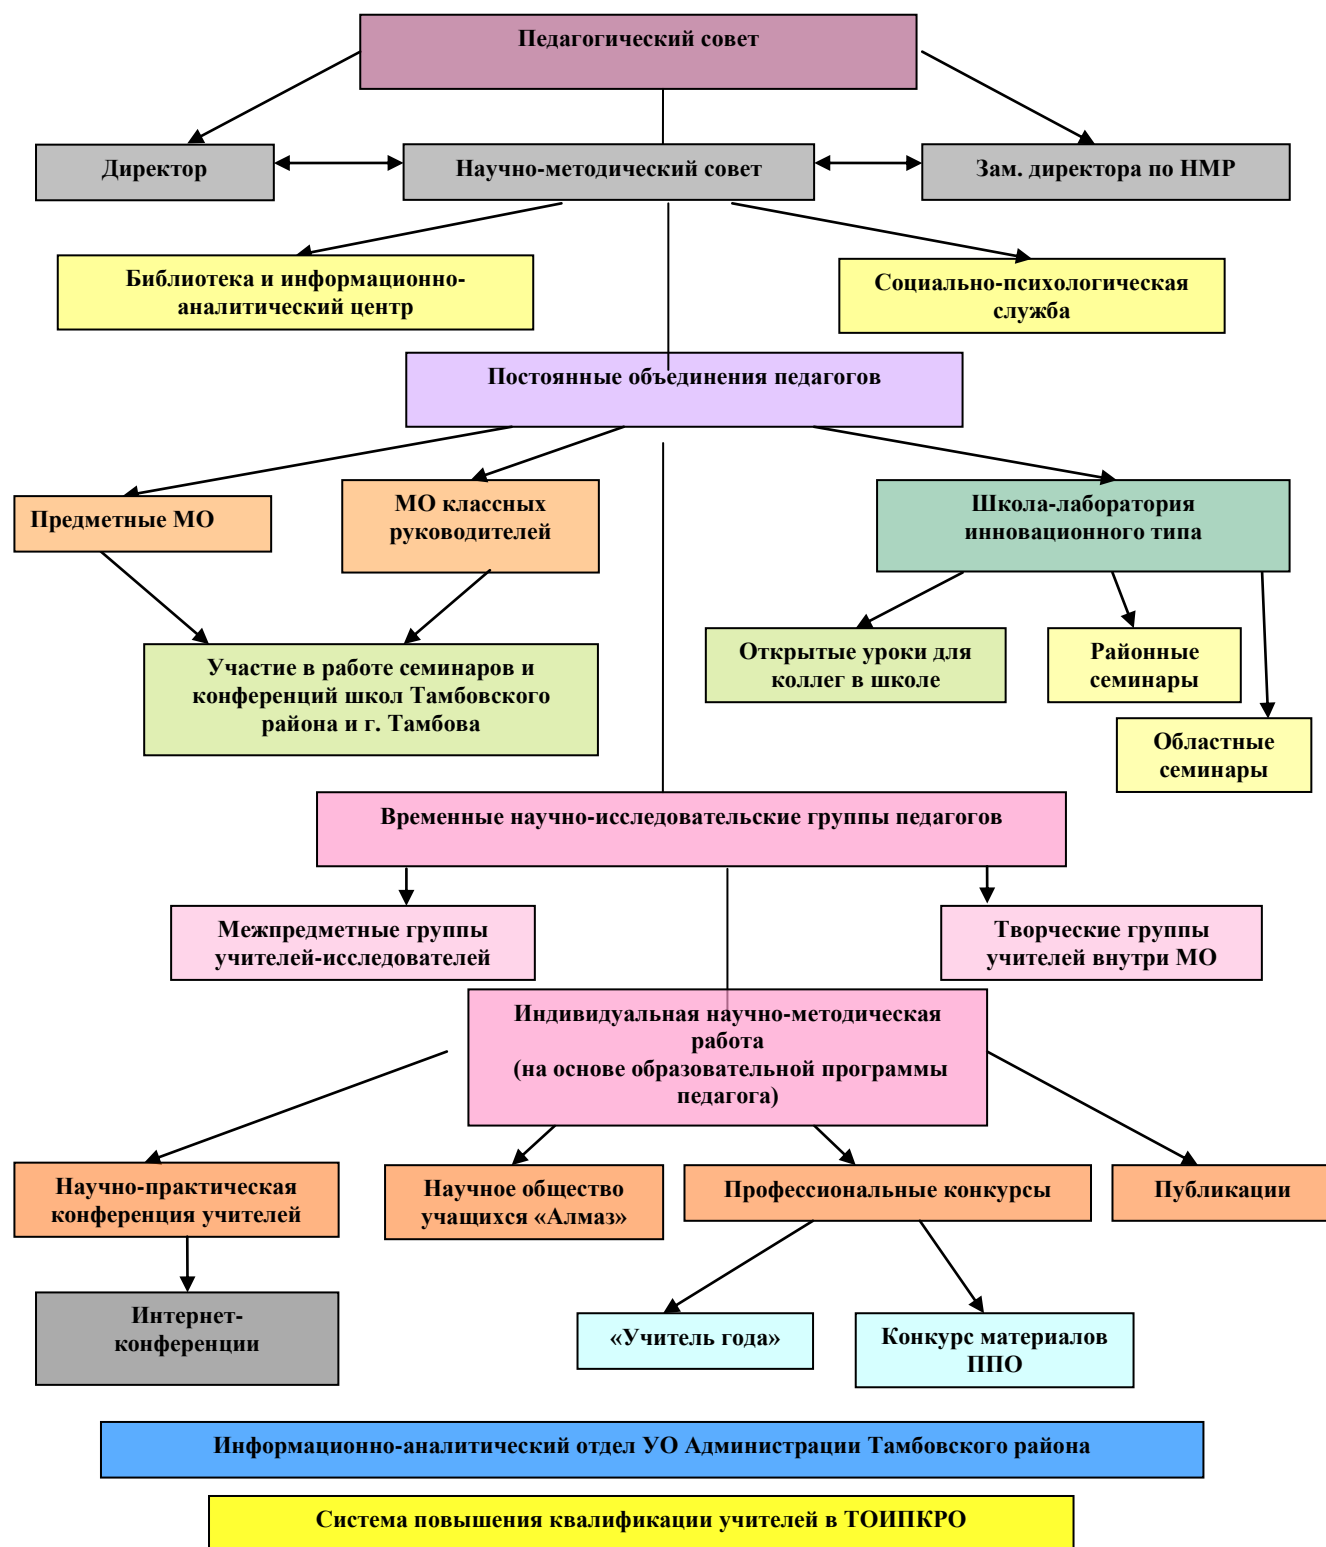 Педагогический совет
Директор
Научно-методический совет
Зам. директора по НМР
Библиотека и информационно-
аналитический центр
Социально-психологическая
служба
Постоянные объединения педагогов
Предметные МО
МО классных
руководителей
Школа-лаборатория
инновационного типа
Участие в работе семинаров и
конференций школ Тамбовского
района и г. Тамбова
Открытые уроки для
коллег в школе
Районные
семинары
Областные
семинары
Временные научно-исследовательские группы педагогов
Межпредметные группы
учителей-исследователей
Творческие группы
учителей внутри МО
Индивидуальная научно-методическая
работа
(на основе образовательной программы
педагога)
Научно-практическая
конференция учителей
Научное общество
учащихся «Алмаз»
Профессиональные конкурсы
Публикации
Интернет-
конференции
«Учитель года»
Конкурс материалов
ППО
Информационно-аналитический отдел УО Администрации Тамбовского района
Система повышения квалификации учителей в ТОИПКРО